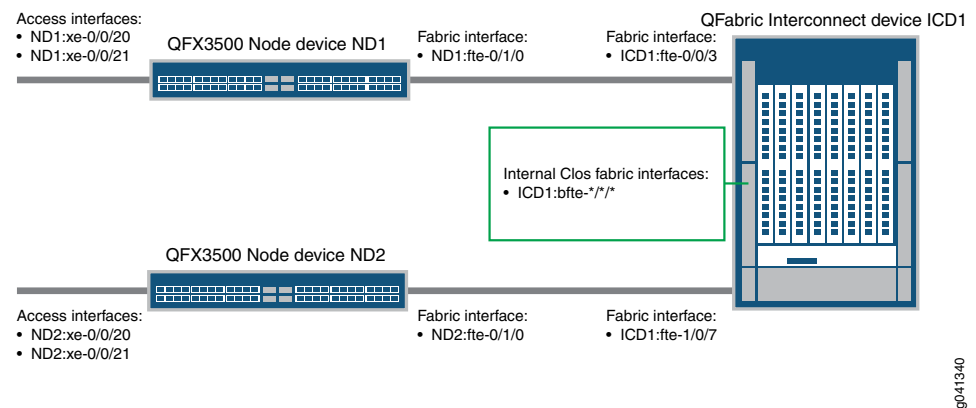 Access interfaces:
• ND1:xe-0/0/20
• ND1:xe-0/0/21
QFX3500 Node device ND1
Fabric interface:
• ND1:fte-0/1/0
Fabric interface:
• ICD1:fte-0/0/3
QFabric Interconnect device ICD1
Internal Clos fabric interfaces:
• ICD1:bfte-*/*/*
QFX3500 Node device ND2
Access interfaces:
• ND2:xe-0/0/20
• ND2:xe-0/0/21
Fabric interface:
• ND2:fte-0/1/0
Fabric interface:
• ICD1:fte-1/0/7
g041340